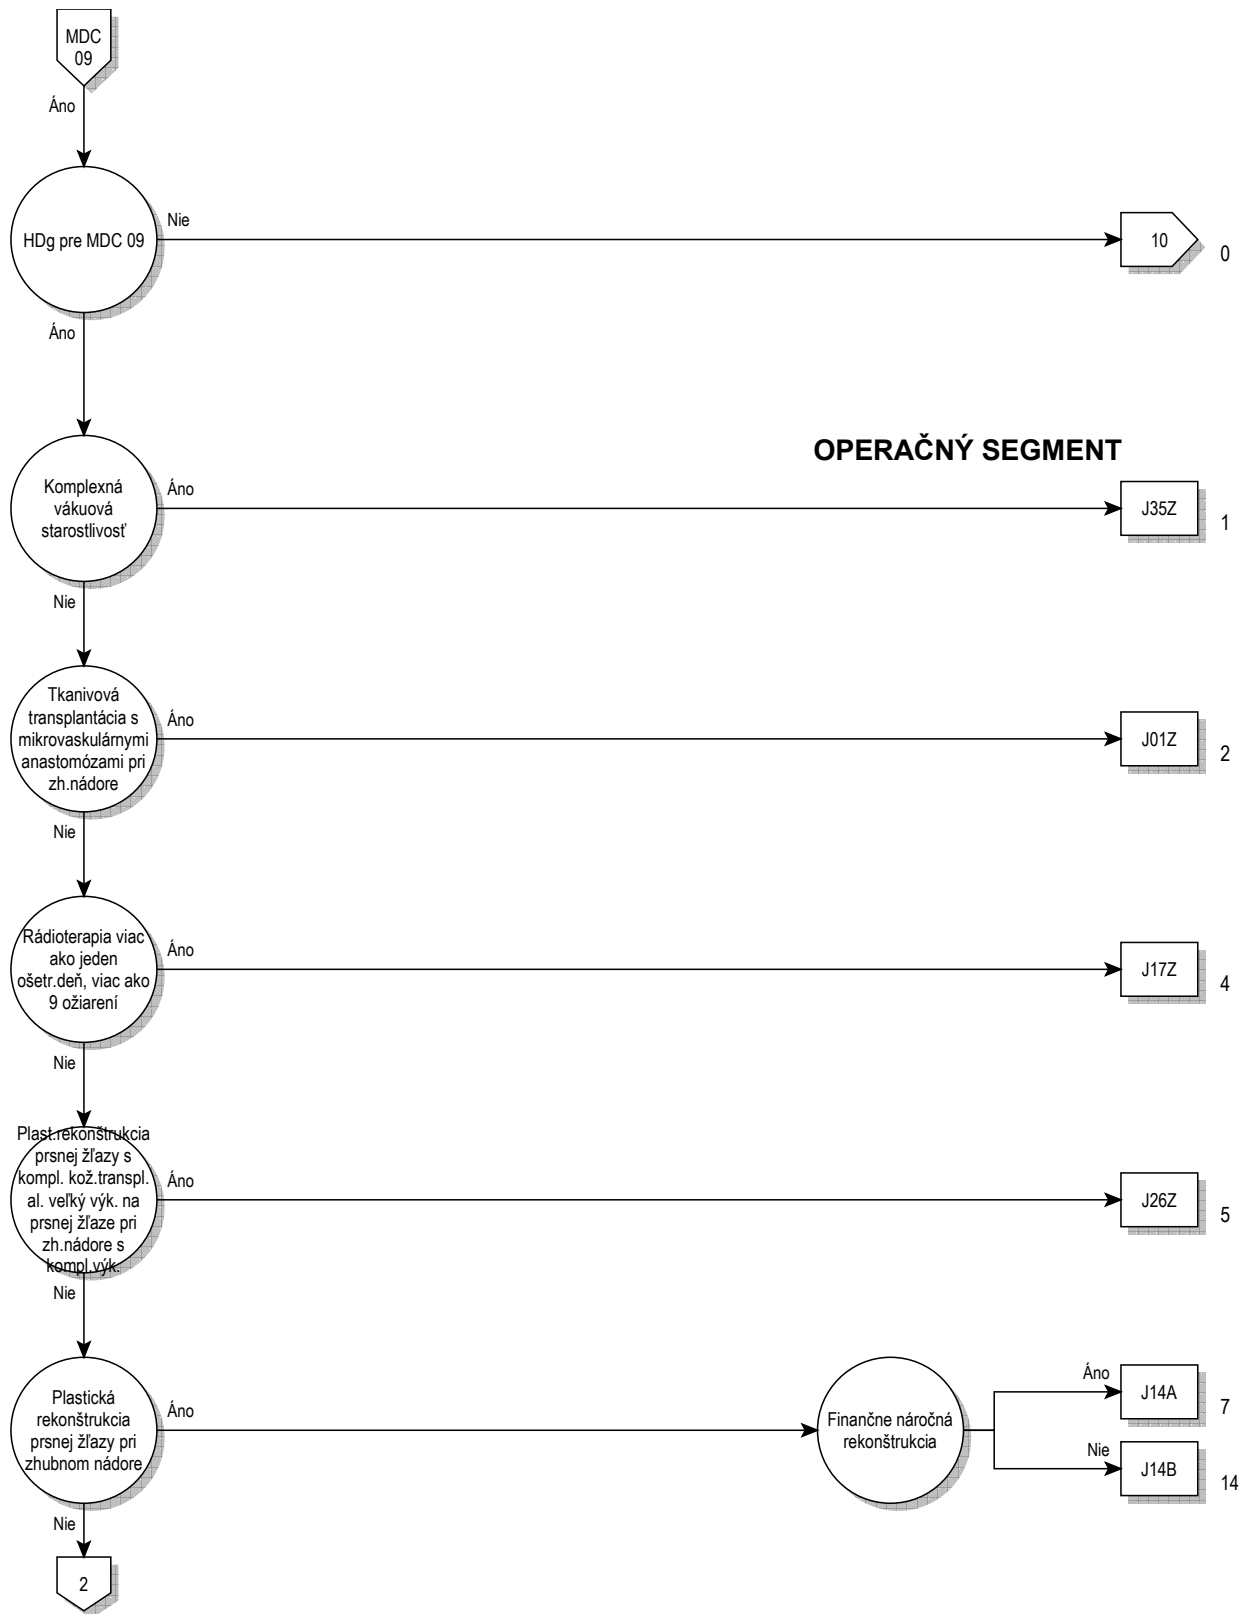 MDC
09
Áno
HDg pre MDC 09
Nie
10
0
Áno
OPERAČNÝ SEGMENT
Komplexná
vákuová
starostlivosť
Áno
J35Z
1
Nie
Tkanivová
transplantácia s
mikrovaskulárnymi
anastomózami pri
zh.nádore
Áno
J01Z
2
Nie
Rádioterapia viac
ako jeden
ošetr.deň, viac ako
9 ožiarení
Áno
J17Z
4
Nie
Plast.rekonštrukcia
prsnej žľazy s
kompl. kož.transpl.
al. veľký výk. na
prsnej žľaze pri
zh.nádore s
kompl.výk.
Áno
J26Z
5
Nie
Plastická
rekonštrukcia
prsnej žľazy pri
zhubnom nádore
Áno
Finančne náročná
rekonštrukcia
Áno
J14A
7
Nie
J14B
14
Nie
2